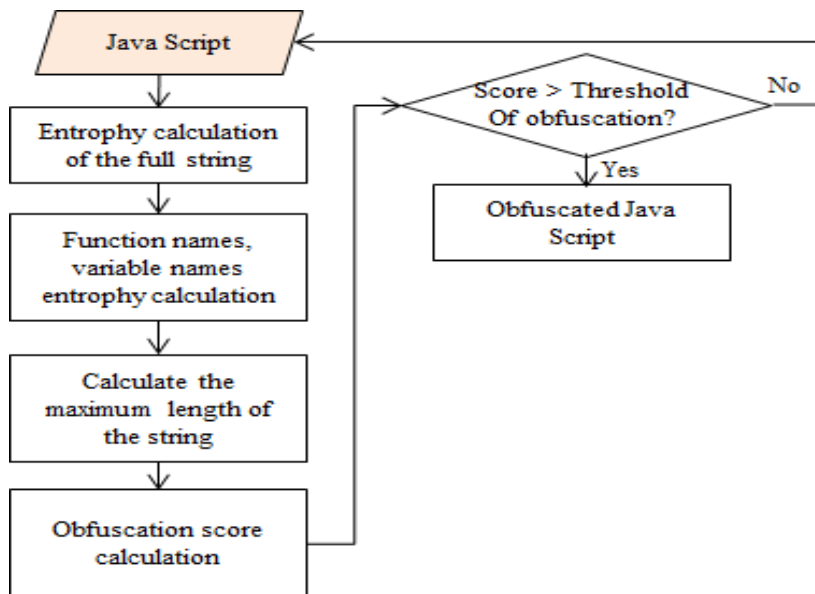 Java Script
Entrophy calculation
of the full string
Function names,
variable names
entrophy calculation
Calculate the
maximum length of
the string
Obfuscation score
calculation
Score > Threshold
Of obfuscation?
No
Yes
Obfuscated Java
Script